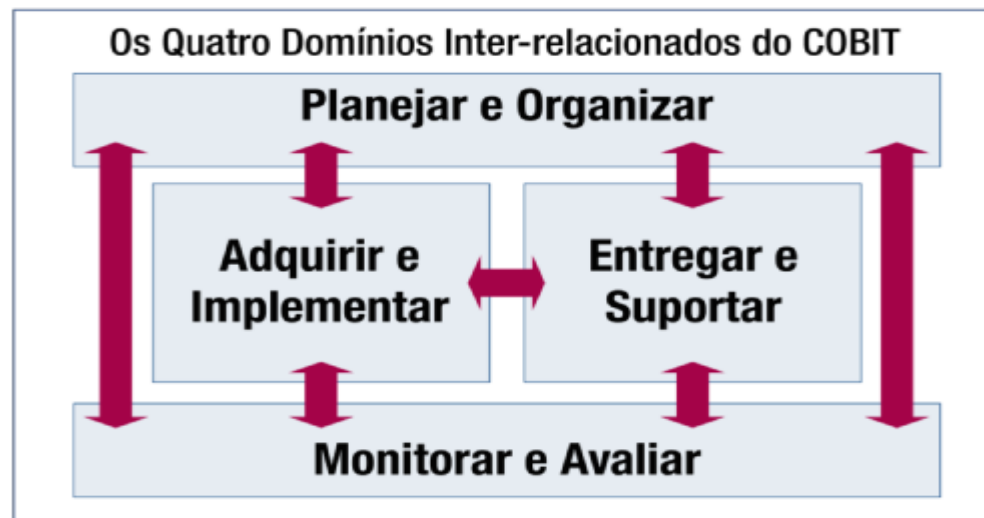 Os Quatro Domínios Inter-relacionados do COBIT
Planejar e Organizar
Adquirir e
Implementar
Entregar e
Suportar
Monitorar e Avaliar